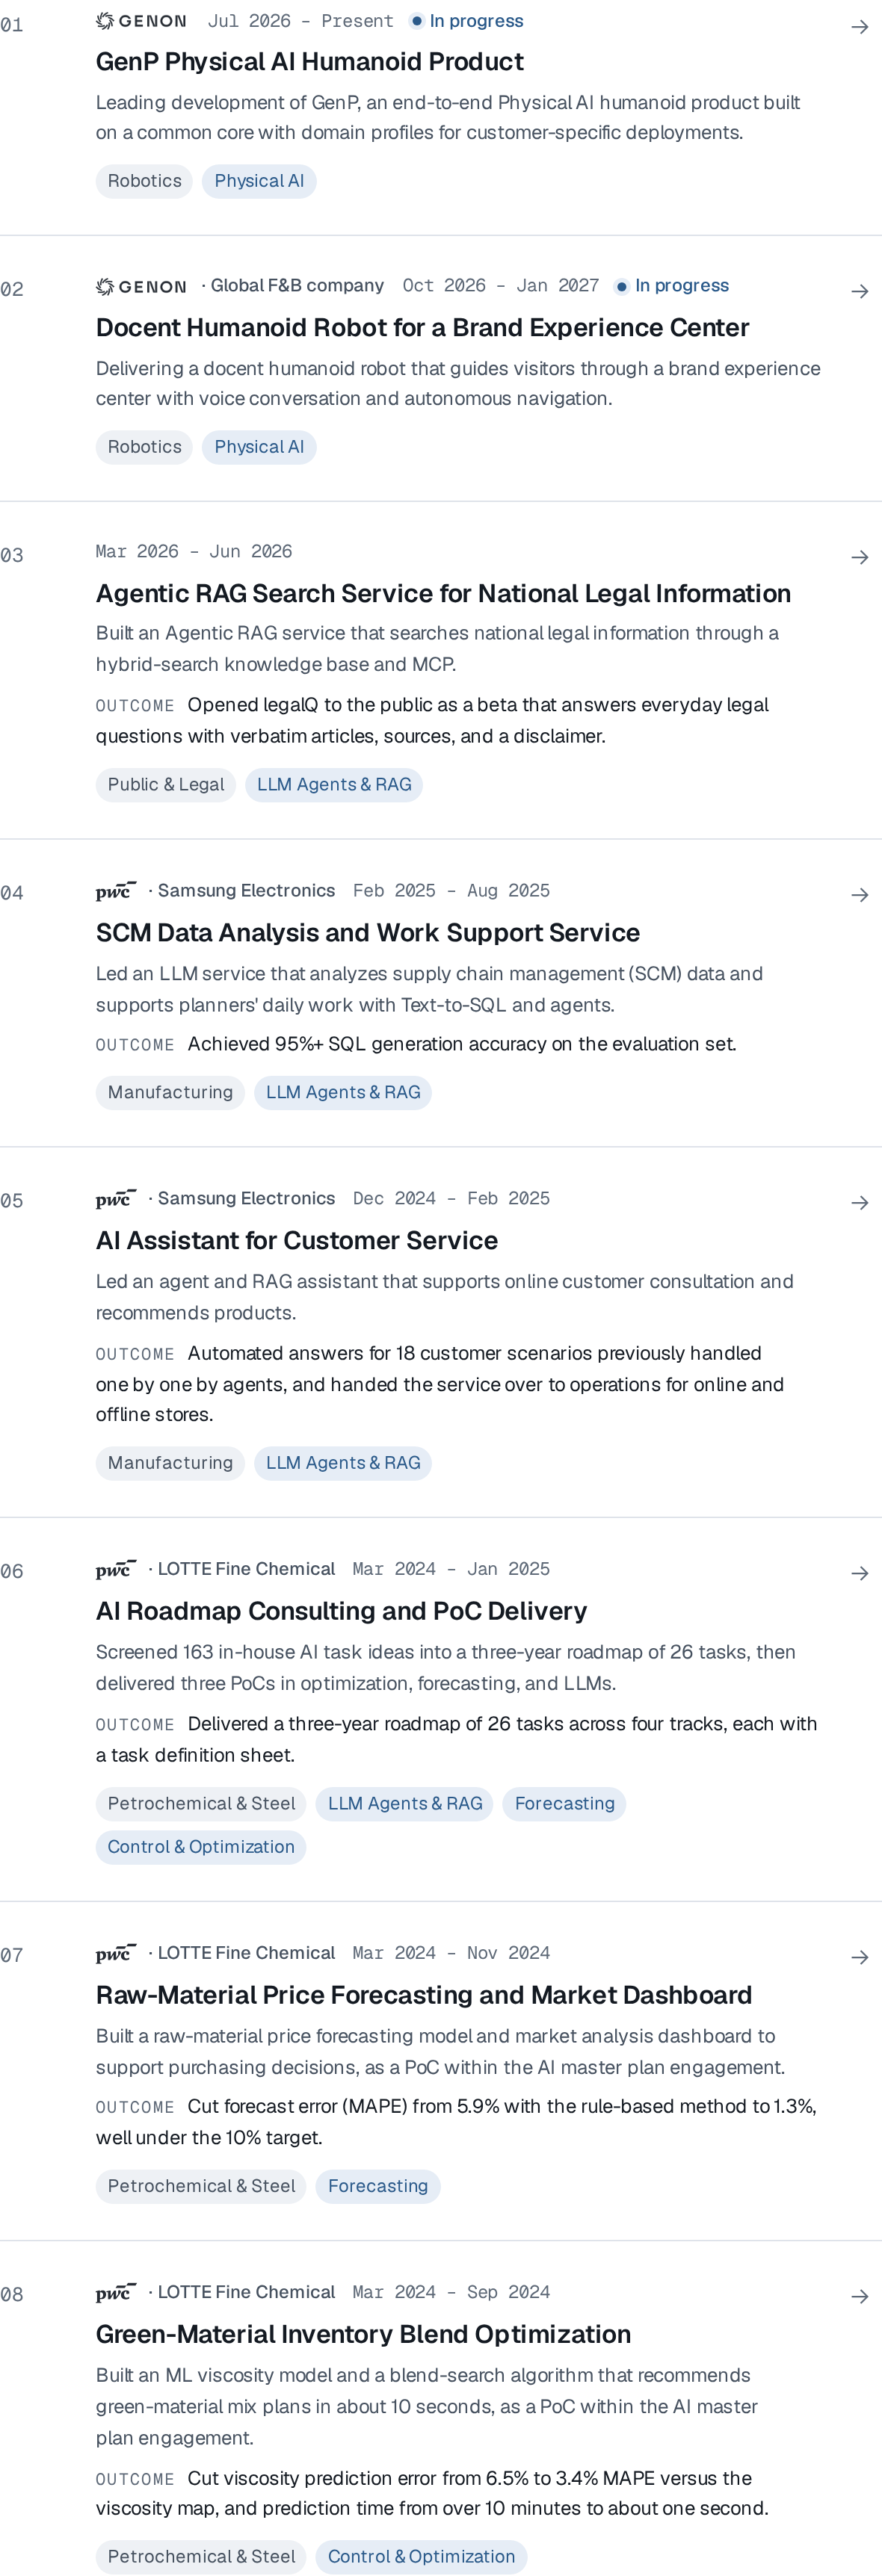 01
GENON Jul 2026 – Present In progress
GenP Physical AI Humanoid Product
Leading development of GenP, an end-to-end Physical AI humanoid product built
on a common core with domain profiles for customer-specific deployments.
Robotics Physical AI
02
GENON · Global F&B company Oct 2026 – Jan 2027 In progress
Docent Humanoid Robot for a Brand Experience Center
Delivering a docent humanoid robot that guides visitors through a brand experience
center with voice conversation and autonomous navigation.
Robotics Physical AI
03
Mar 2026 – Jun 2026
Agentic RAG Search Service for National Legal Information
Built an Agentic RAG service that searches national legal information through a
hybrid-search knowledge base and MCP.
OUTCOME Opened legalQ to the public as a beta that answers everyday legal
questions with verbatim articles, sources, and a disclaimer.
Public & Legal LLM Agents & RAG
04
pwc · Samsung Electronics Feb 2025 – Aug 2025
SCM Data Analysis and Work Support Service
Led an LLM service that analyzes supply chain management (SCM) data and
supports planners' daily work with Text-to-SQL and agents.
OUTCOME Achieved 95%+ SQL generation accuracy on the evaluation set.
Manufacturing LLM Agents & RAG
05
pwc · Samsung Electronics Dec 2024 – Feb 2025
AI Assistant for Customer Service
Led an agent and RAG assistant that supports online customer consultation and
recommends products.
OUTCOME Automated answers for 18 customer scenarios previously handled
one by one by agents, and handed the service over to operations for online and
offline stores.
Manufacturing LLM Agents & RAG
06
pwc · LOTTE Fine Chemical Mar 2024 – Jan 2025
AI Roadmap Consulting and PoC Delivery
Screened 163 in-house AI task ideas into a three-year roadmap of 26 tasks, then
delivered three PoCs in optimization, forecasting, and LLMs.
OUTCOME Delivered a three-year roadmap of 26 tasks across four tracks, each with
a task definition sheet.
Petrochemical & Steel LLM Agents & RAG Forecasting
Control & Optimization
07
pwc · LOTTE Fine Chemical Mar 2024 – Nov 2024
Raw-Material Price Forecasting and Market Dashboard
Built a raw-material price forecasting model and market analysis dashboard to
support purchasing decisions, as a PoC within the AI master plan engagement.
OUTCOME Cut forecast error (MAPE) from 5.9% with the rule-based method to 1.3%,
well under the 10% target.
Petrochemical & Steel Forecasting
08
pwc · LOTTE Fine Chemical Mar 2024 – Sep 2024
Green-Material Inventory Blend Optimization
Built an ML viscosity model and a blend-search algorithm that recommends
green-material mix plans in about 10 seconds, as a PoC within the AI master
plan engagement.
OUTCOME Cut viscosity prediction error from 6.5% to 3.4% MAPE versus the
viscosity map, and prediction time from over 10 minutes to about one second.
Petrochemical & Steel Control & Optimization